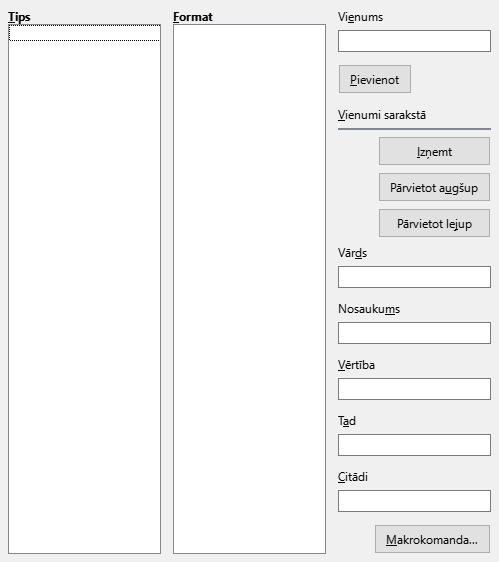 Tips
Format
Vienums
Pievienot
Vienumi sarakstā
Izņemt
Pārvietot augšup
Pārvietot lejup
Vārds
Nosaukums
Vērtība
Tad
Citādi
Makrokomanda...